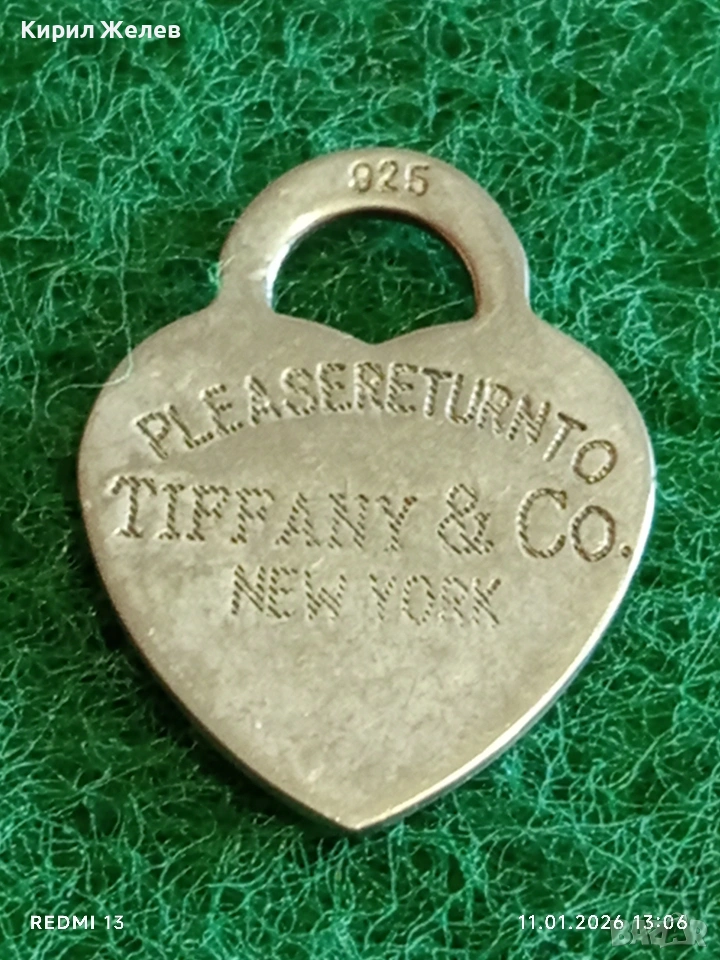 Кирил Желев
925
PLEASERETURNTO
TIFFANY & CO.
NEW YORK
REDMI 13
11.01.2026 13:06